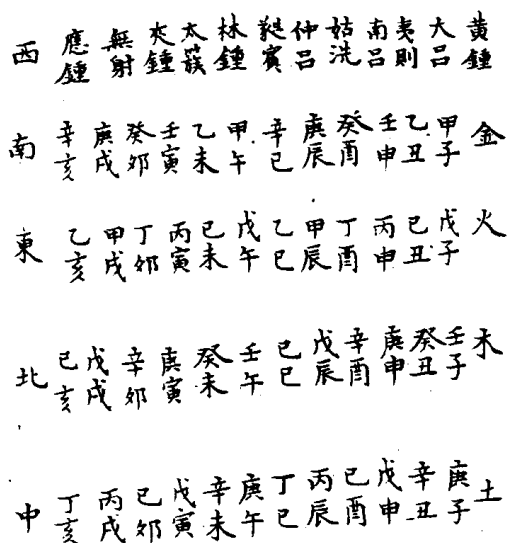 黄鍾 大呂 夷則 南呂 姑洗 仲呂 蕤賓 林鍾 太簇 夾鍾 無射 應鍾 西
金 甲子 乙丑 壬申 癸酉 庚辰 辛巳 甲午 乙未 壬寅 癸卯 庚戌 辛亥 南
火 戊子 己丑 丙申 丁酉 甲辰 乙巳 戊午 己未 丙寅 丁卯 甲戌 乙亥 東
木 壬子 癸丑 庚申 辛酉 戊辰 己巳 壬午 癸未 庚寅 辛卯 戊戌 己亥 北
土 庚子 辛丑 戊申 己酉 丙辰 丁巳 庚午 辛未 戊寅 己卯 丙戌 丁亥 中